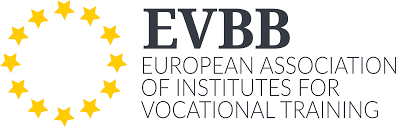 EVBB
EUROPEAN ASSOCIATION
OF INSTITUTES FOR
VOCATIONAL TRAINING